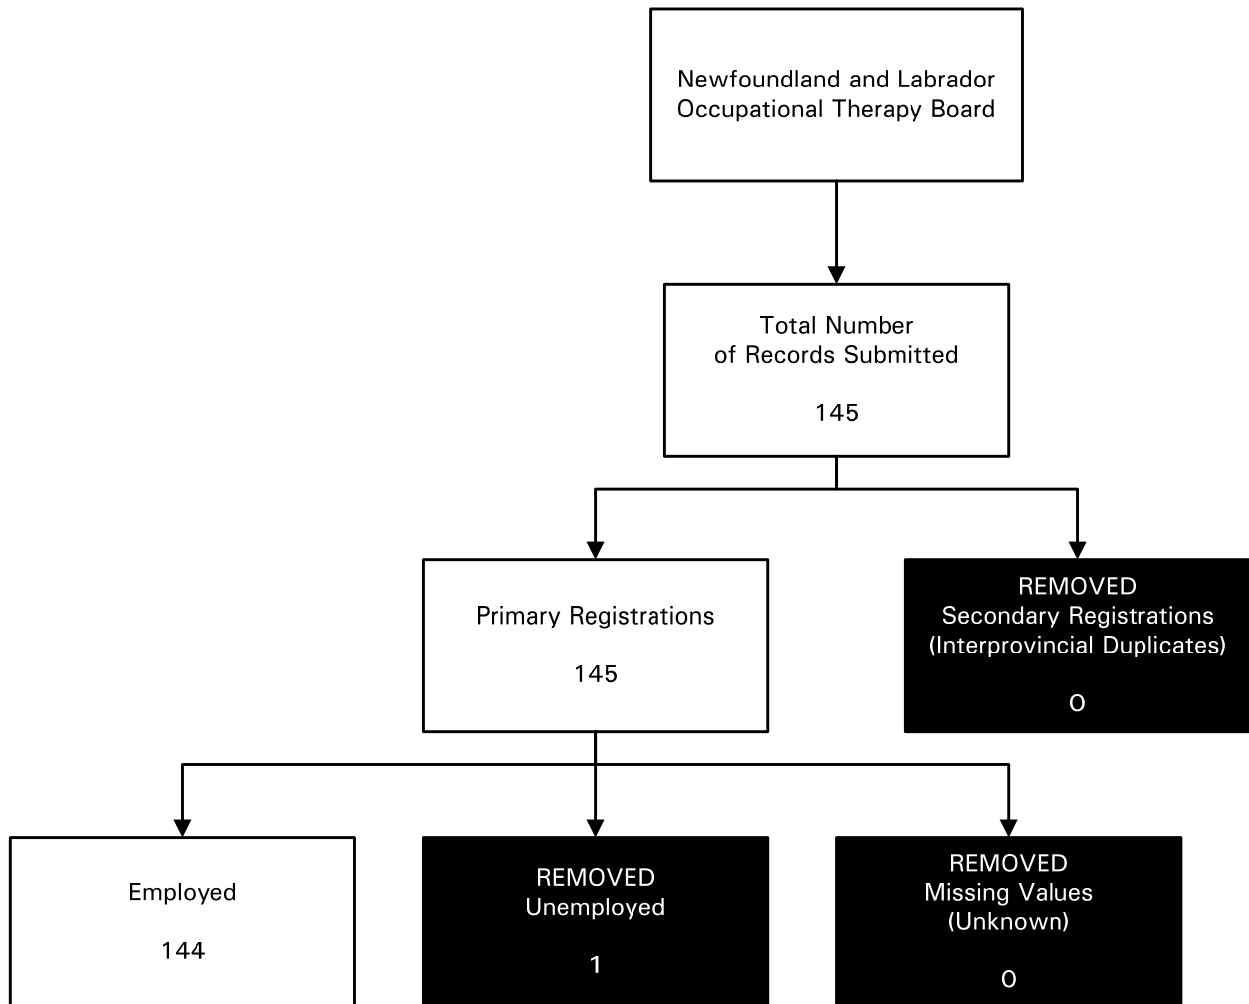 Newfoundland and Labrador
Occupational Therapy Board
Total Number
of Records Submitted
145
Primary Registrations
145
REMOVED
Secondary Registrations
(Interprovincial Duplicates)
0
Employed
144
REMOVED
Unemployed
1
REMOVED
Missing Values
(Unknown)
0